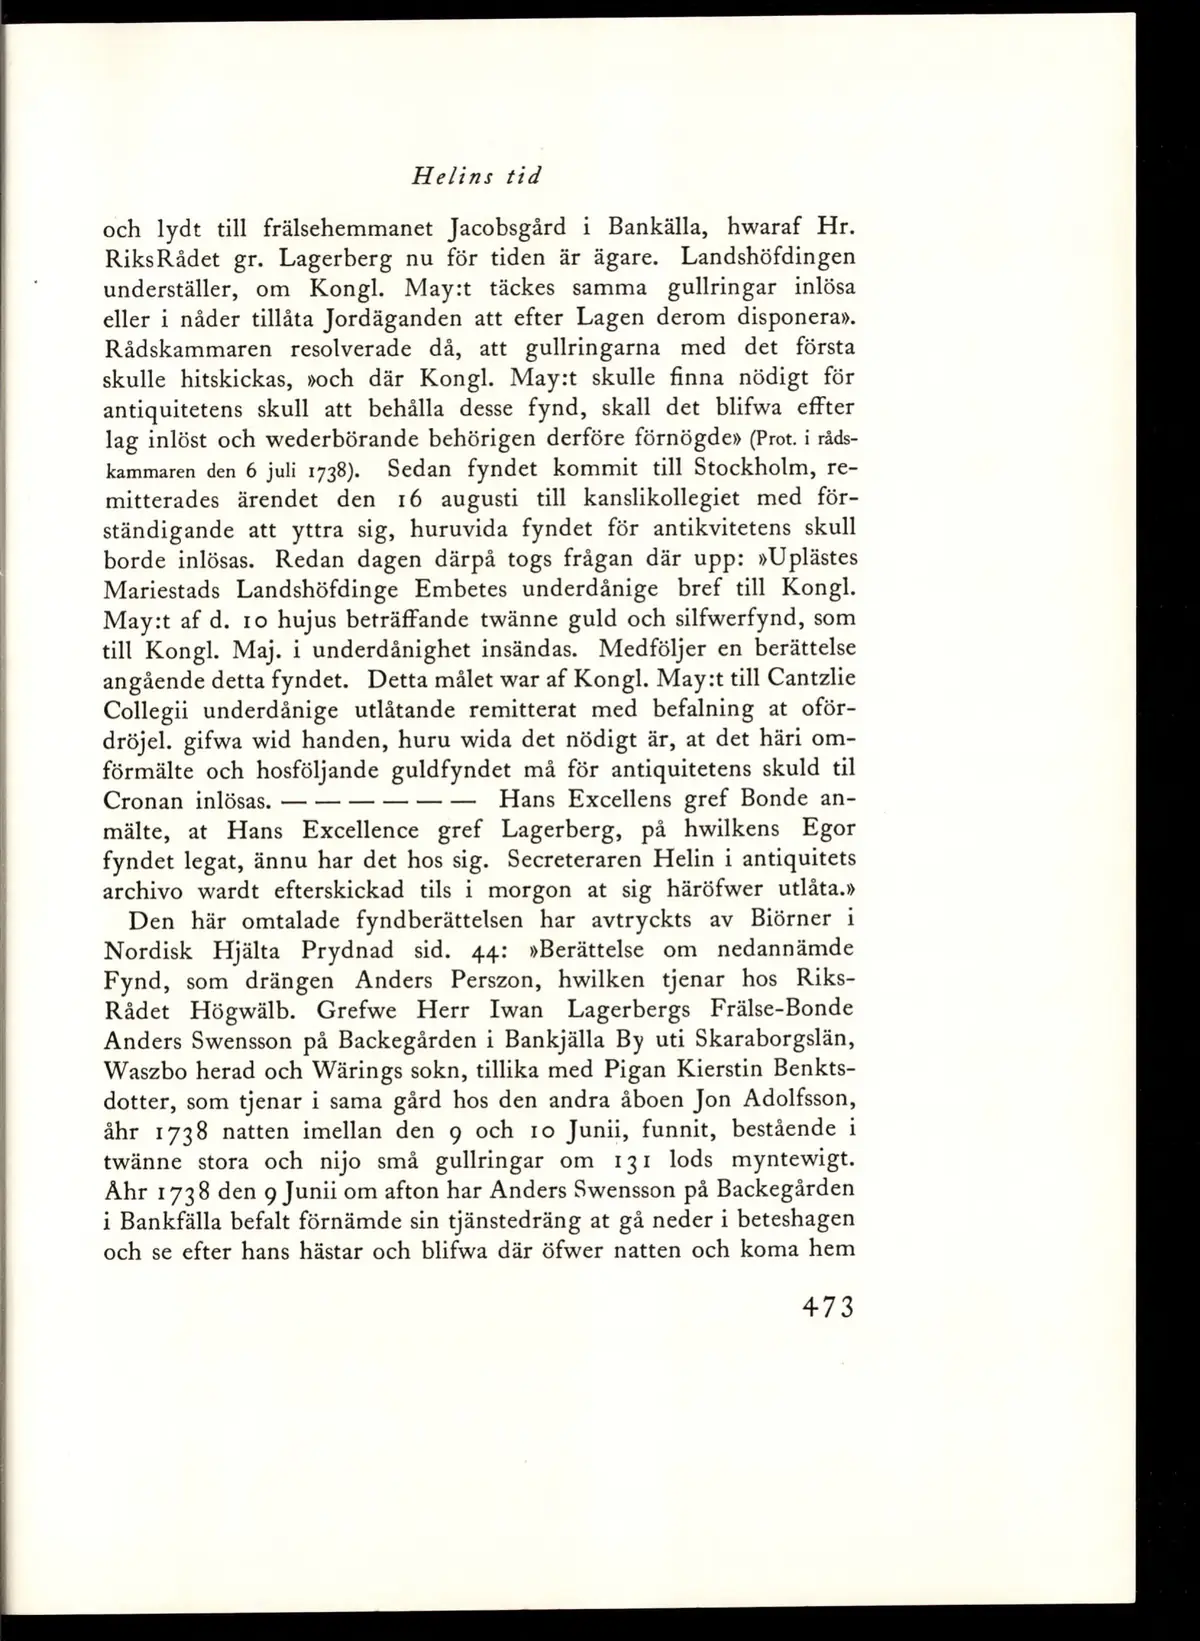 Helins tid
och lydt till frälsehemmanet Jacobsgård i Bankälla, hwaraf Hr.
RiksRådet gr. Lagerberg nu för tiden är ägare. Landshöfdingen
underställer, om Kongl. May:t täckes samma gullringar inlösa
eller i nåder tillåta Jordäganden att efter Lagen derom disponera».
Rådskammaren resolverade då, att gullringarna med det första
skulle hitskickas, »och där Kongl. May:t skulle finna nödigt för
antiquitetens skull att behålla desse fynd, skall det blifwa effter
lag inlöst och wederbörande behörigen derföre förnögde» (Prot. i råds-
kammaren den 6 juli 1738). Sedan fyndet kommit till Stockholm, re-
mitterades ärendet den 16 augusti till kanslikollegiet med för-
ständigande att yttra sig, huruvida fyndet för antikvitetens skull
borde inlösas. Redan dagen därpå togs frågan där upp: »Uplästes
Mariestads Landshöfdinge Embetes underdånige bref till Kongl.
May:t af d. 10 hujus beträffande twänne guld och silfwerfynd, som
till Kongl. Maj. i underdånighet insändas. Medföljer en berättelse
angående detta fyndet. Detta målet war af Kongl. May:t till Cantzlie
Collegii underdånige utlåtande remitterat med befalning at oför-
dröjel. gifwa wid handen, huru wida det nödigt är, at det häri om-
förmälte och hosföljande guldfyndet må för antiquitetens skuld til
Cronan inlösas. — — — — — — Hans Excellens gref Bonde an-
mälte, at Hans Excellence gref Lagerberg, på hwilkens Egor
fyndet legat, ännu har det hos sig. Secreteraren Helin i antiquitets
archivo wardt efterskickad tils i morgon at sig häröfwer utlåta.»
Den här omtalade fyndberättelsen har avtryckts av Biörner i
Nordisk Hjälta Prydnad sid. 44: »Berättelse om nedannämde
Fynd, som drängen Anders Perszon, hwilken tjenar hos Riks-
Rådet Högwälb. Grefwe Herr Iwan Lagerbergs Frälse-Bonde
Anders Swensson på Backegården i Bankjälla By uti Skaraborgslän,
Waszbo herad och Wärings sokn, tillika med Pigan Kierstin Benkts-
dotter, som tjenar i sama gård hos den andra åboen Jon Adolfsson,
åhr 1738 natten imellan den 9 och 10 Junii, funnit, bestående i
twänne stora och nijo små gullringar om 131 lods myntewigt.
Åhr 1738 den 9 Junii om afton har Anders Swensson på Backegården
i Bankfälla befalt förnämde sin tjänstedräng at gå neder i beteshagen
och se efter hans hästar och blifwa där öfwer natten och koma hem
473